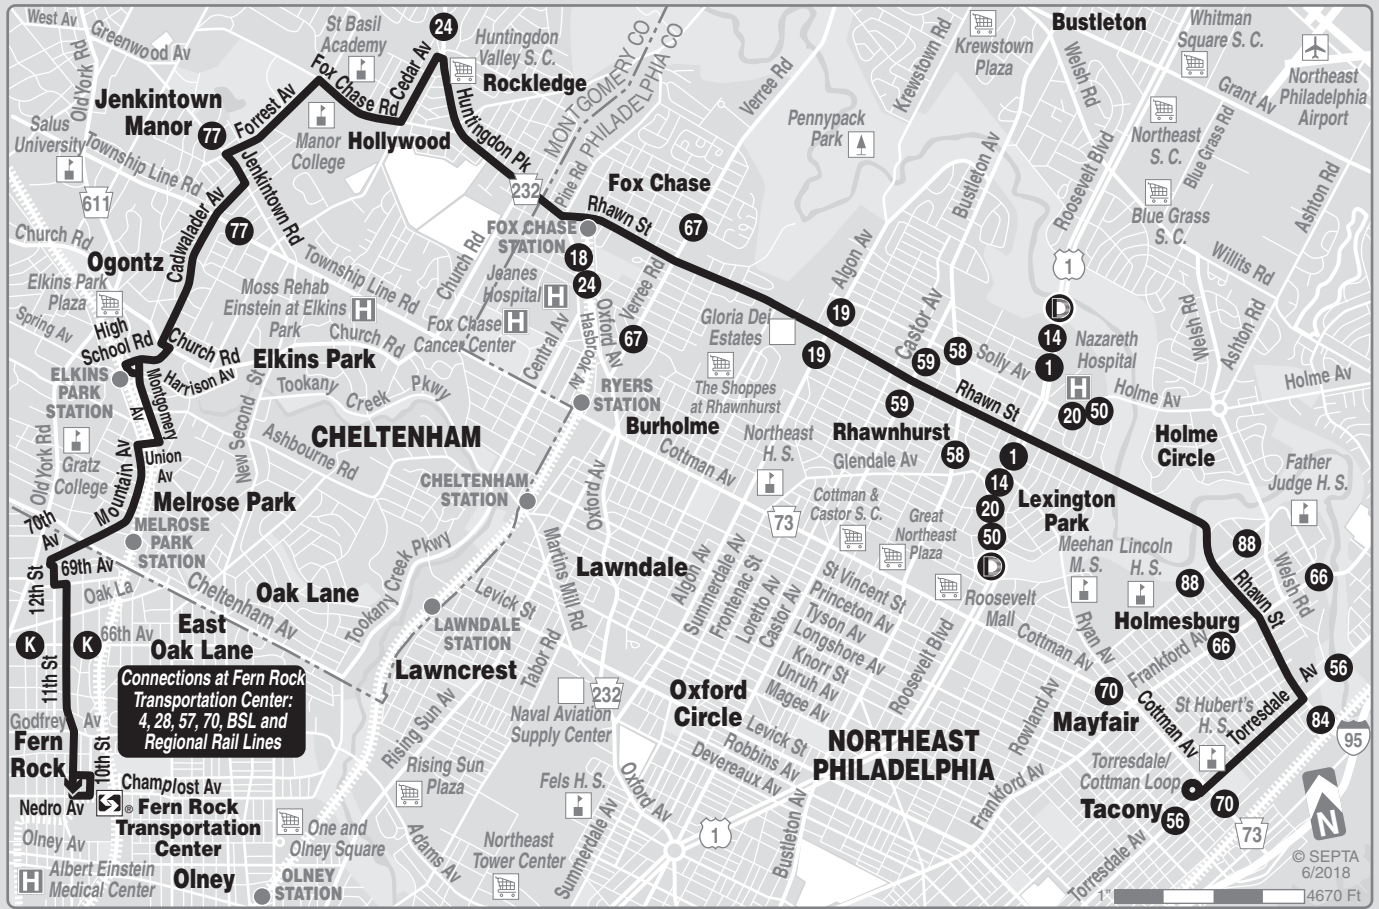 West Av
Greenwood Av
Old York Rd
St Basil
Academy
24
Huntingdon
Valley S. C.
Rockledge
MONTGOMERY CO
PHILADELPHIA CO
Verree Rd
Krewstown Rd
Krewstown
Plaza
Bustleton
Welsh Rd
Whitman
Square S. C.
Grant Av
Northeast
Philadelphia
Airport
Jenkintown
Manor
77
Forrest Av
Fox Chase Rd
Cedar Av
Manor
College
Hollywood
Huntingdon Pk
Salus
University
Township Line Rd
611
Jenkintown Rd
232
Pine Rd
Fox Chase
Pennypack
Park
Bustleton Av
Roosevelt Blvd
Northeast
S. C.
Blue Grass Rd
Blue Grass
S. C.
Ashton Rd
Willits Rd
Church Rd
Ogontz
Cadwalader Av
77
Township Line Rd
Church Rd
FOX CHASE
STATION
Rhawn St
67
18
24
Algon Av
1
D
14
1
Nazareth
Hospital
Elkins Park
Plaza
Spring Av
Moss Rehab
Einstein at Elkins
Park
Church Rd
Jeanes
Hospital
Fox Chase
Cancer Center
Central Av
Hasbrook Av
Oxford Av
Verree Rd
67
Gloria Dei
Estates
19
19
Castor Av
59
58
Solly Av
Welsh Rd
Ashton Rd
Holme Av
Holme Av
High
School Rd
Church Rd
Harrison Av
Elkins Park
ELKINS
PARK
STATION
Montgomery
Av
New Second St
Tookany
Creek
Pkwy
RYERS
STATION
The Shoppes
at Rhawnhurst
59
Rhawn St
20
50
Holme
Circle
CHELTENHAM
Burholme
Northeast
H. S.
Rhawnhurst
Glendale Av
58
1
14
20
50
D
Lexington
Park
Father
Judge H. S.
Old York Rd
Gratz
College
Mountain Av
Union
Av
Ashbourne Rd
Cottman Av
CHELTENHAM
STATION
Oxford Av
73
Cottman &
Castor S. C.
Great
Northeast
Plaza
Melrose Park
70th
Av
MELROSE
PARK
STATION
Tookany Creek Pkwy
Martins Mill Rd
Lawndale
Algon Av
Summerdale Av
Frontenac St
Loretto Av
Castor Av
St Vincent St
Princeton Av
Tyson Av
Longshore Av
Knorr St
Unruh Av
Magee Av
Levick St
Robbins Av
Devereaux Av
Roosevelt
Mall
Meehan
M. S.
Lincoln
H. S.
88
88
Rhawn St
Welsh Rd
66
12th St
69th Av
Oak La
Cheltenham Av
Oak Lane
Levick St
LAWNDALE
STATION
Roosevelt Blvd
Cottman Av
Ryan Av
Holmesburg
Frankford Av
66
K
K
66th Av
East
Oak Lane
11th St
Connections at Fern Rock
Transportation Center:
4, 28, 57, 70, BSL and
Regional Rail Lines
Lawncrest
Tabor Rd
Rising Sun Av
232
Naval Aviation
Supply Center
Oxford
Circle
NORTHEAST
PHILADELPHIA
Rowland Av
70
Mayfair
Cottman Av
St Hubert's
H. S.
Torresdale
Av
56
84
95
Godfrey Av
Fern
Rock
10th St
Champlost Av
Nedro Av
® Fern Rock
Transportation
Center
Rising Sun
Plaza
Fels H. S.
Oxford Av
Frankford Av
Torresdale/
Cottman Loop
Tacony
56
70
73
N
Olney Av
Albert Einstein
Medical Center
Olney
One and
Olney Square
OLNEY
STATION
Adams Av
Northeast
Tower Center
Summerdale Av
1
Bustleton Av
Torresdale Av
© SEPTA
6/2018
1"
4670 Ft